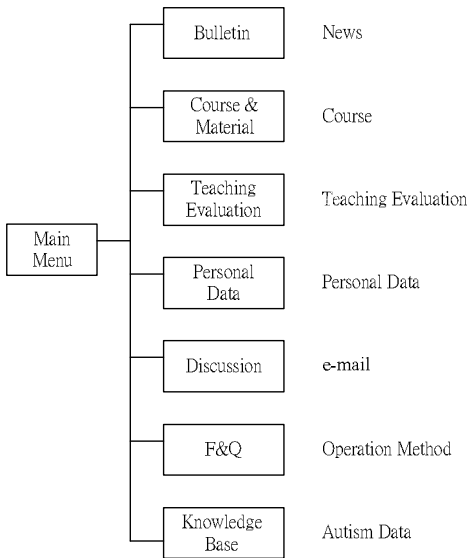 Bulletin
News
Course &
Material
Course
Teaching
Evaluation
Teaching Evaluation
Main
Menu
Personal
Data
Personal Data
Discussion
e-mail
F&Q
Operation Method
Knowledge
Base
Autism Data